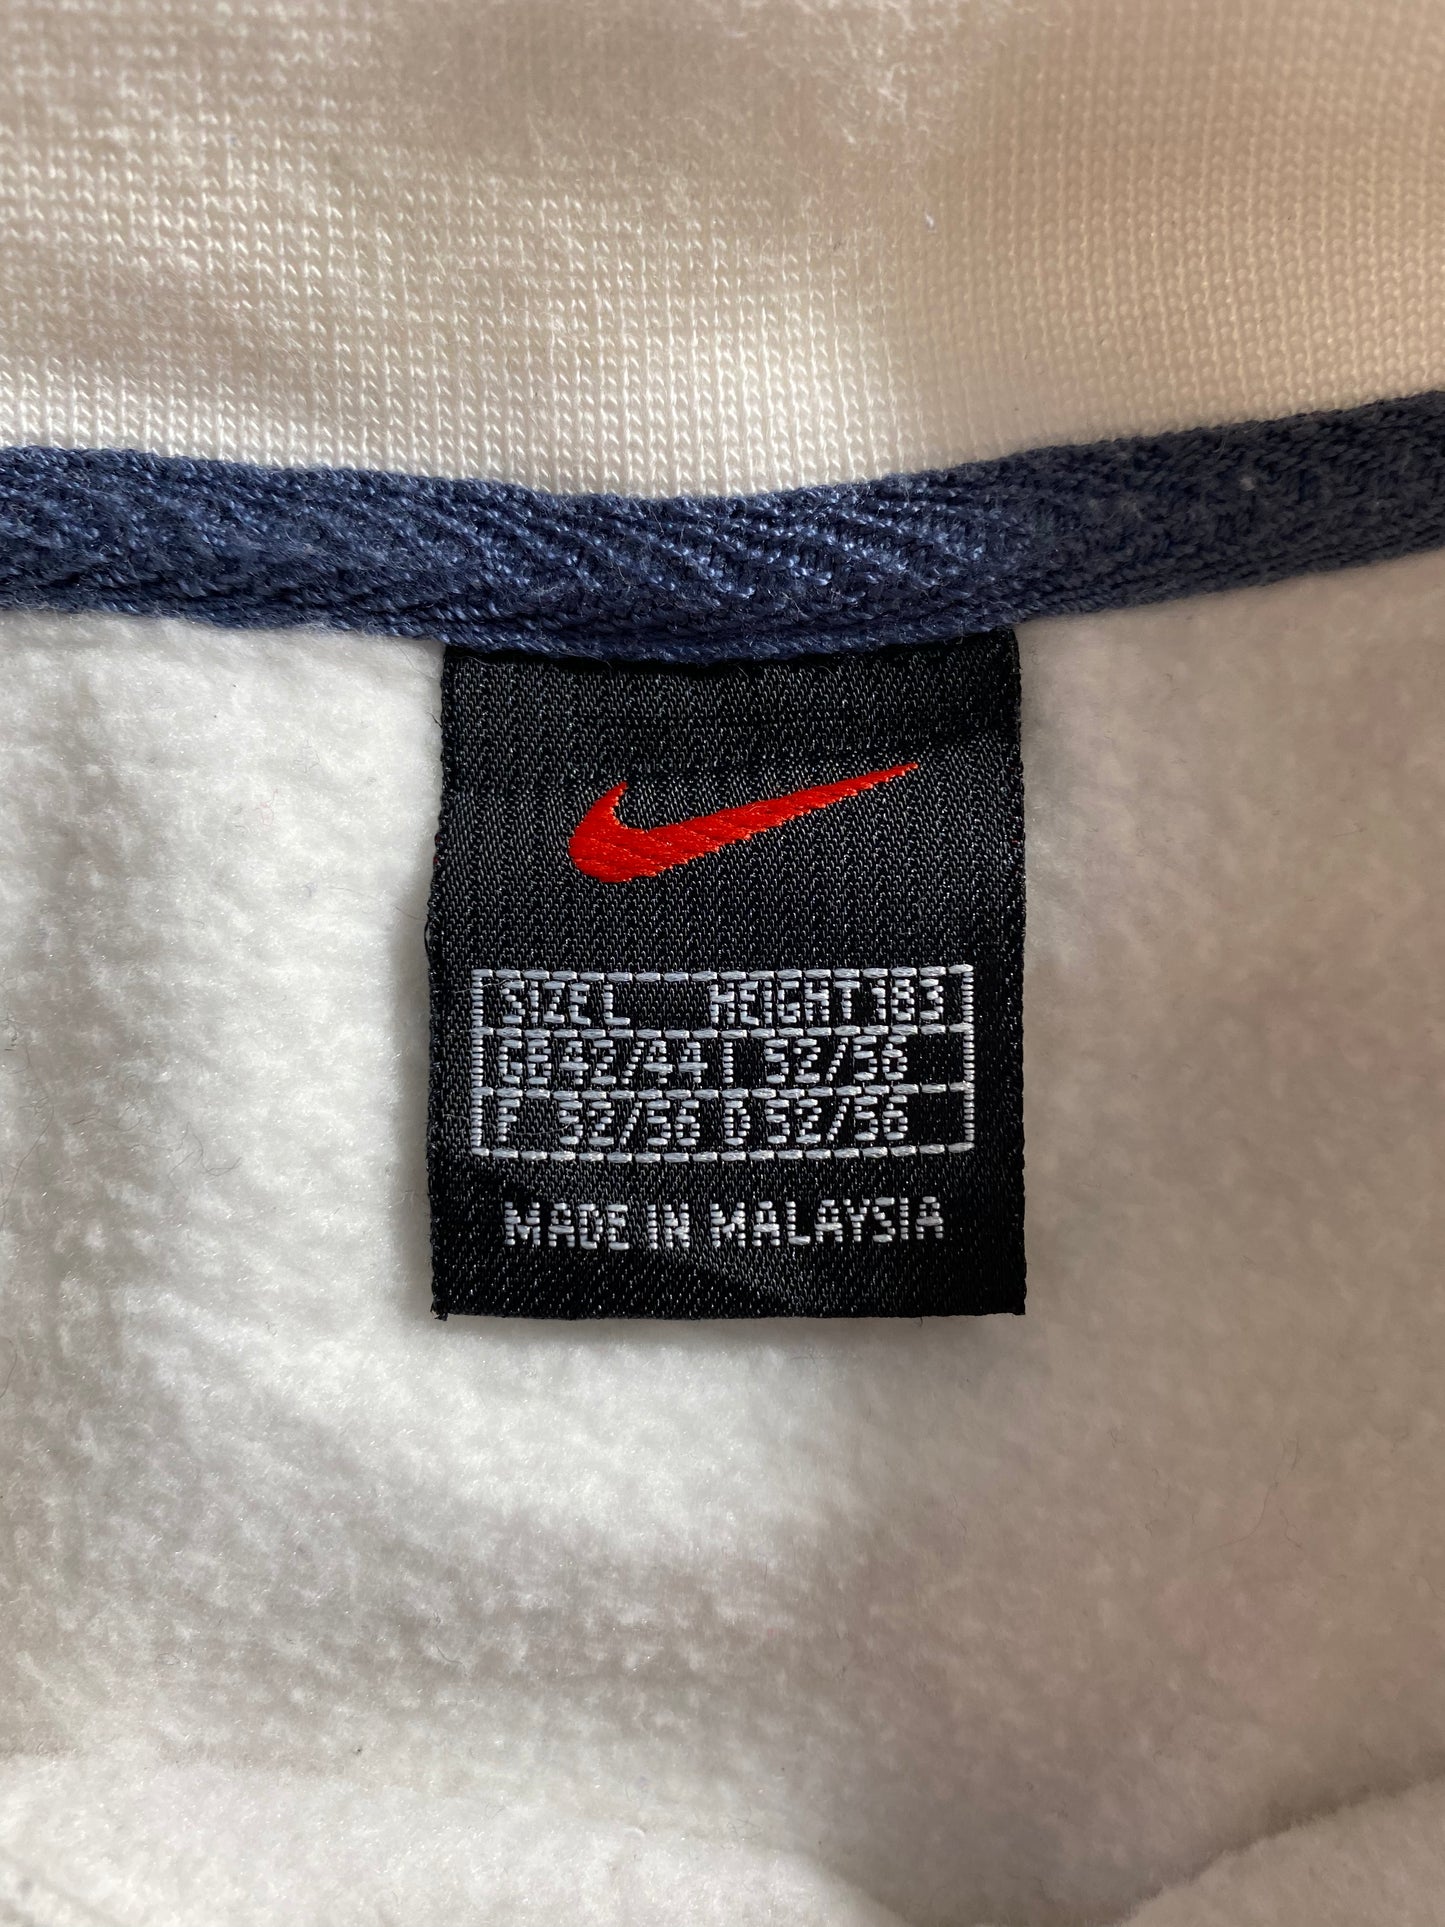 SIZE L HEIGHT 183
GB 42/44 I 52/56
F 52/56 D 52/56
MADE IN MALAYSIA